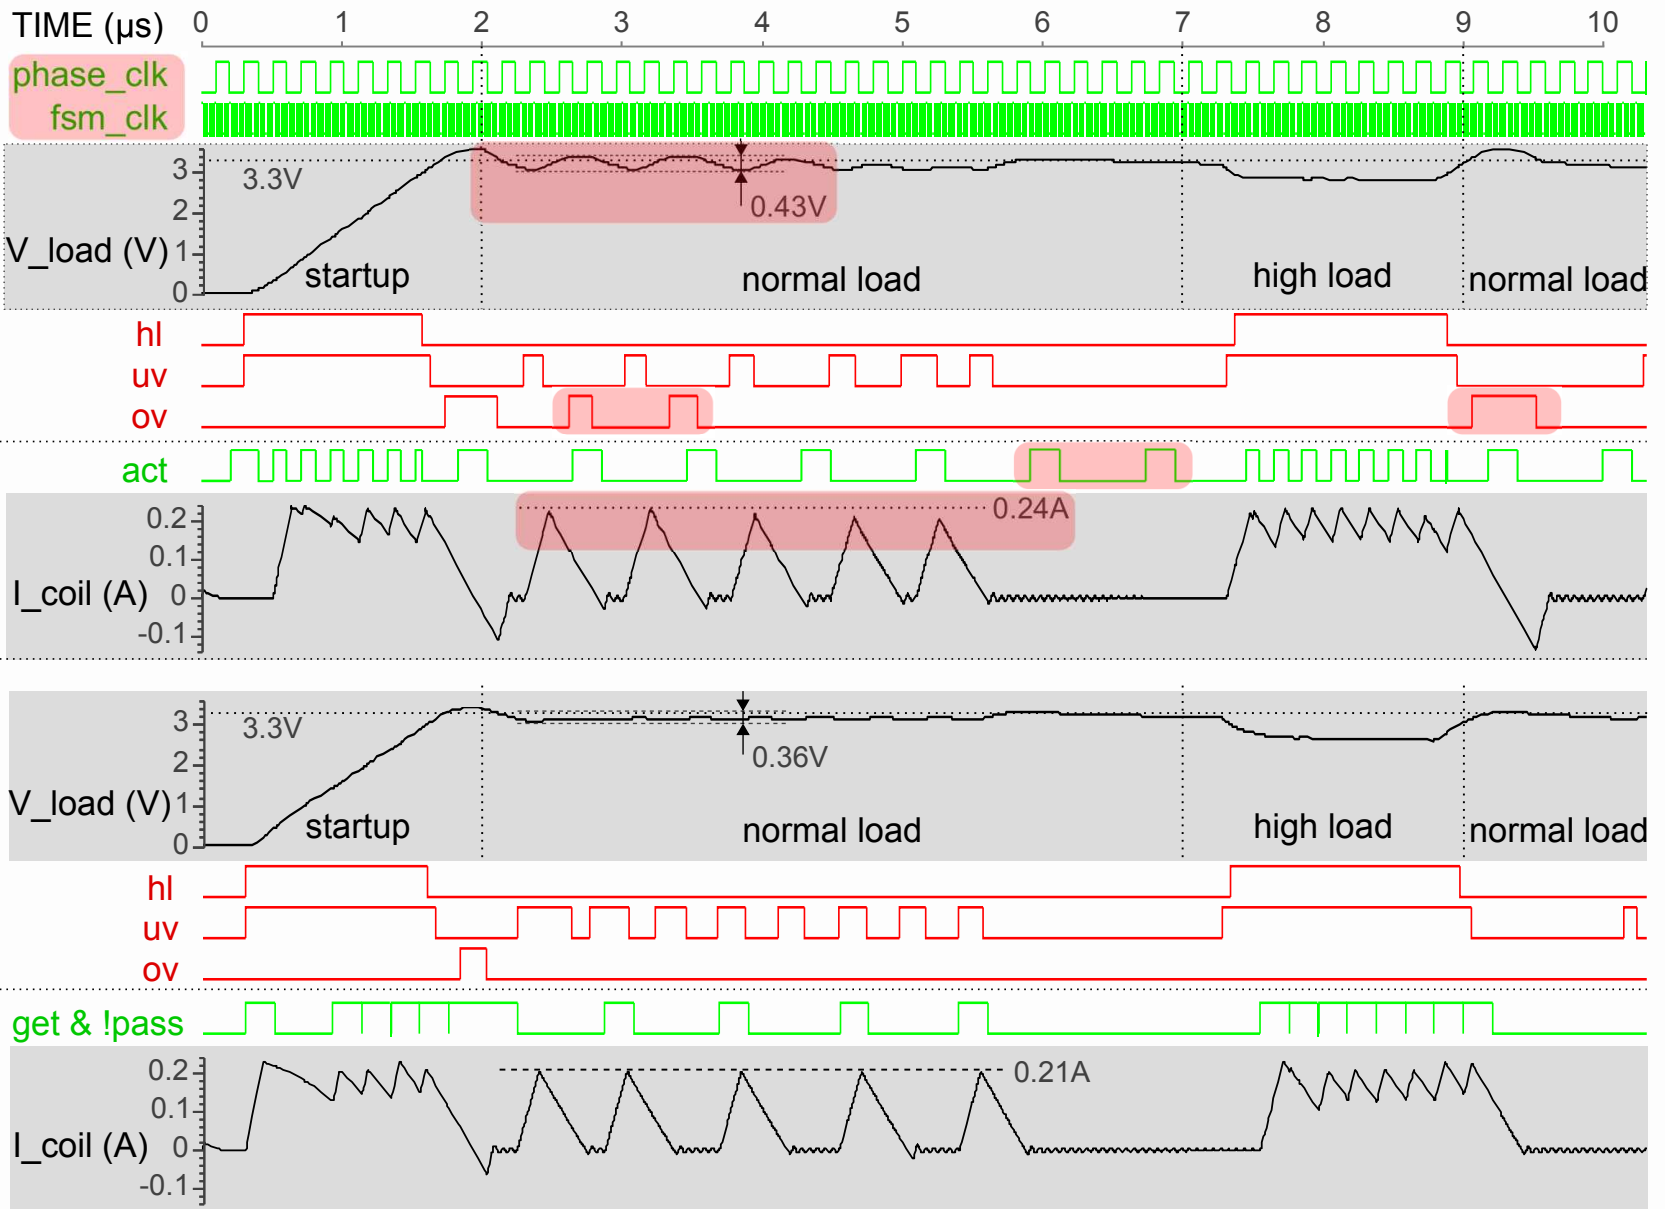 TIME (µs) 0 1 2 3 4 5 6 7 8 9 10
phase_clk
fsm_clk
3
3.3V
0.43V
2
V_load (V)
1
startup
normal load
high load
normal load
0
hl
uv
ov
act
0.2
0.24A
0.1
I_coil (A)
0
-0.1
3
3.3V
0.36V
2
V_load (V)
1
startup
normal load
high load
normal load
0
hl
uv
ov
get & !pass
0.2
0.21A
0.1
I_coil (A)
0
-0.1